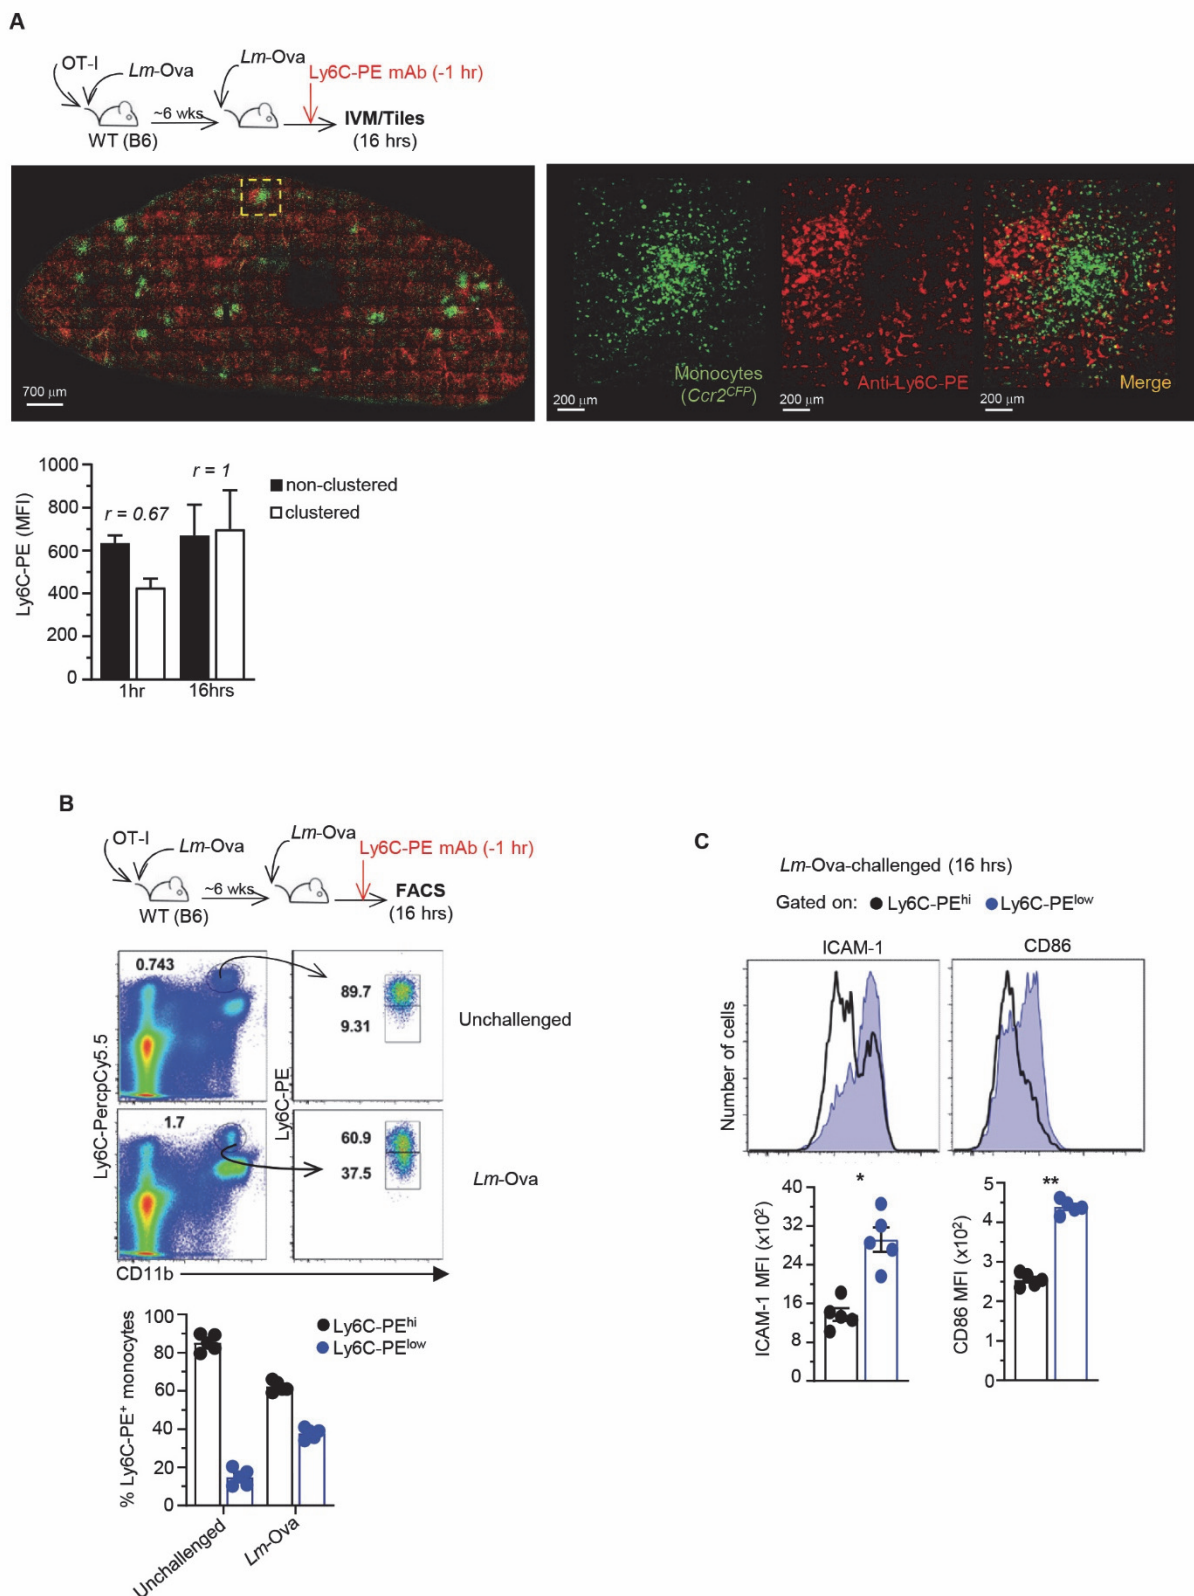 A
OT-I
Lm-Ova
WT (B6)
~6 wks
Lm-Ova
Ly6C-PE mAb (-1 hr)
IVM/Tiles
(16 hrs)
700 μm
200 μm
Monocytes
(Ccr2CFP)
200 μm
Anti-Ly6C-PE
200 μm
Merge
Ly6C-PE (MFI)
1000
800
600
400
200
0
r = 0.67
r = 1
1hr
16hrs
non-clustered
clustered
B
OT-I
Lm-Ova
WT (B6)
~6 wks
Lm-Ova
Ly6C-PE mAb (-1 hr)
FACS
(16 hrs)
0.743
89.7
9.31
Unchallenged
Ly6C-PercpCy5.5
Ly6C-PE
1.7
60.9
37.5
Lm-Ova
CD11b
% Ly6C-PE+ monocytes
100
80
60
40
20
0
Ly6C-PEhi
Ly6C-PElow
Unchallenged
Lm-Ova
C
Lm-Ova-challenged (16 hrs)
Gated on: Ly6C-PEhi Ly6C-PElow
ICAM-1
CD86
Number of cells
ICAM-1 MFI (x10²)
40
32
24
16
8
0
*
CD86 MFI (x10²)
5
4
3
2
1
0
**